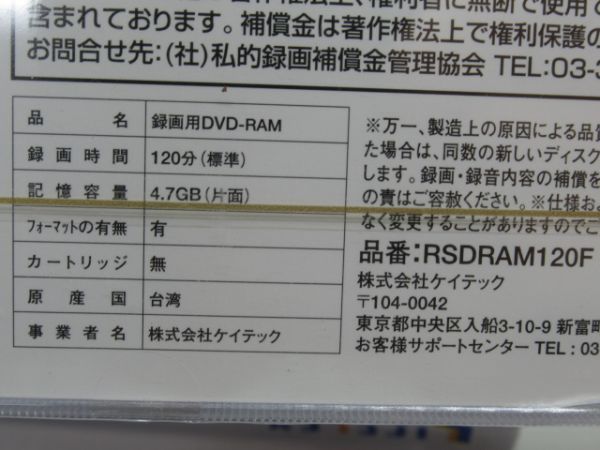 含まれております。補償金は著作権法上で権利保護の
お問合せ先:(社)私的録画補償金管理協会 TEL:03-3
品名 録画用DVD-RAM
録画時間 120分(標準)
記憶容量 4.7GB(片面)
フォーマットの有無 有
カートリッジ 無
原産国 台湾
事業者名 株式会社ケイテック
※万一、製造上の原因による品質
た場合は、同数の新しいディスク
します。録画・録音内容の補償を
の責はご容赦ください。※仕様およ
なく変更することがありますのでご
品番:RSDRAM120F
株式会社ケイテック
〒104-0042
東京都中央区入船3-10-9 新富町
お客様サポートセンター TEL:03